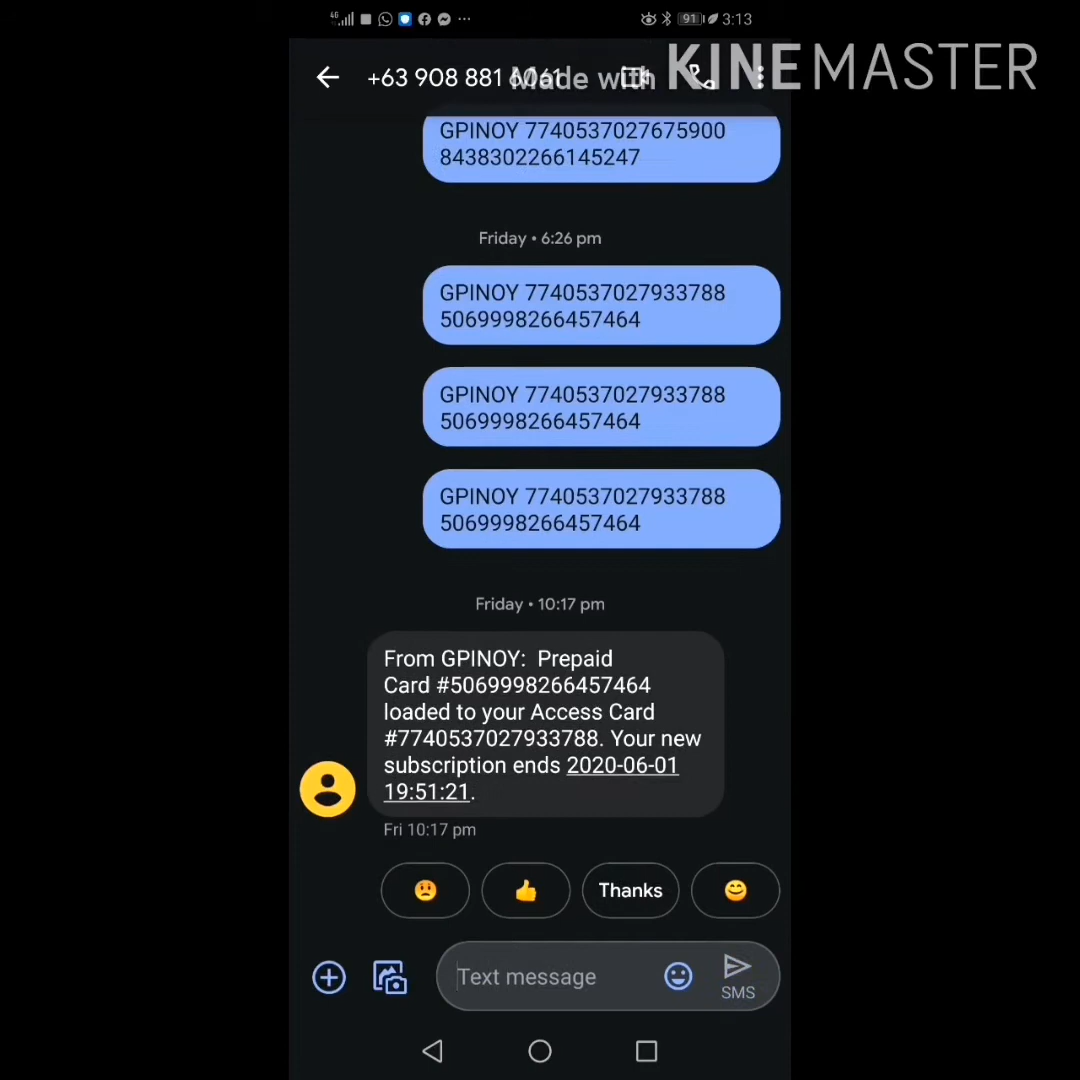 4G
91
3:13
+63 908 881 6061
Made with KINEMASTER
GPINOY 7740537027675900
8438302266145247
Friday • 6:26 pm
GPINOY 7740537027933788
5069998266457464
GPINOY 7740537027933788
5069998266457464
GPINOY 7740537027933788
5069998266457464
Friday • 10:17 pm
From GPINOY:  Prepaid
Card #5069998266457464
loaded to your Access Card
#7740537027933788. Your new
subscription ends 2020-06-01
19:51:21.
Fri 10:17 pm
Thanks
Text message
SMS